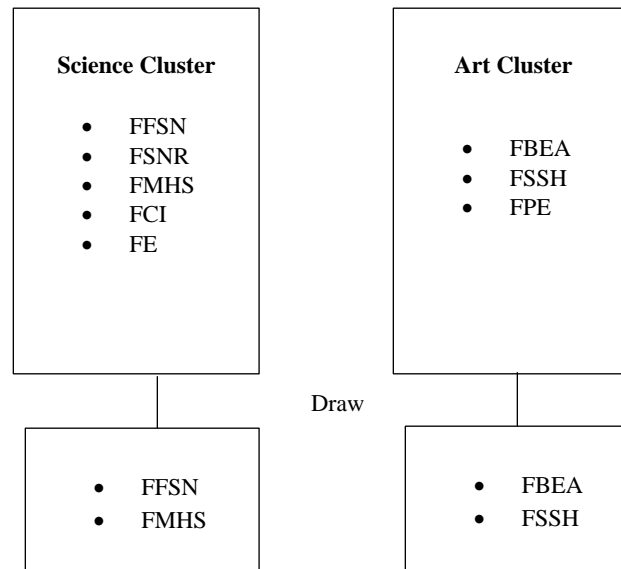 Science Cluster
• FFSN
• FSNR
• FMHS
• FCI
• FE
Art Cluster
• FBEA
• FSSH
• FPE
Draw
• FFSN
• FMHS
• FBEA
• FSSH